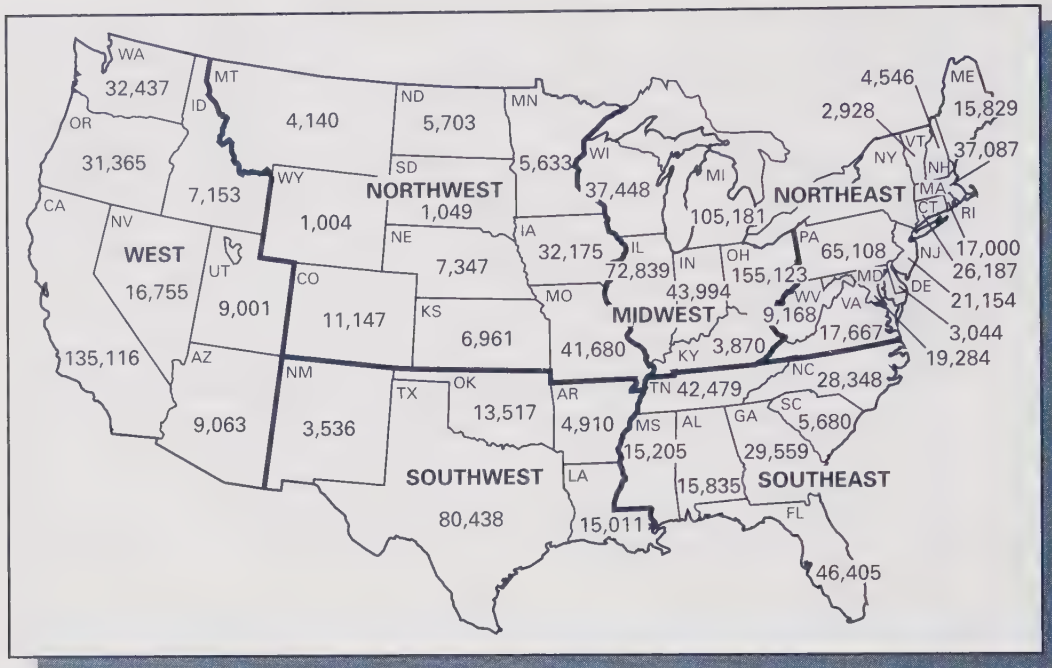 WA
32,437
OR
31,365
ID
7,153
CA
135,116
NV
16,755
WEST
UT
9,001
AZ
9,063
MT
4,140
WY
1,004
ND
5,703
SD
NORTHWEST
1,049
MN
5,633
NE
7,347
IA
32,175
CO
11,147
KS
6,961
MO
41,680
NM
3,536
TX
OK
13,517
AR
4,910
SOUTHWEST
80,438
LA
15,011
WI
37,448
MI
105,181
IL
72,839
IN
43,994
OH
155,123
MIDWEST
KY
3,870
NORTHEAST
ME
15,829
4,546
2,928
VT
NH
NY
37,087
MA
CT
RI
17,000
26,187
NJ
21,154
PA
65,108
MD
DE
3,044
19,284
WV
9,168
VA
17,667
TN
42,479
NC
28,348
SC
5,680
MS
15,205
AL
15,835
GA
29,559
SOUTHEAST
FL
46,405